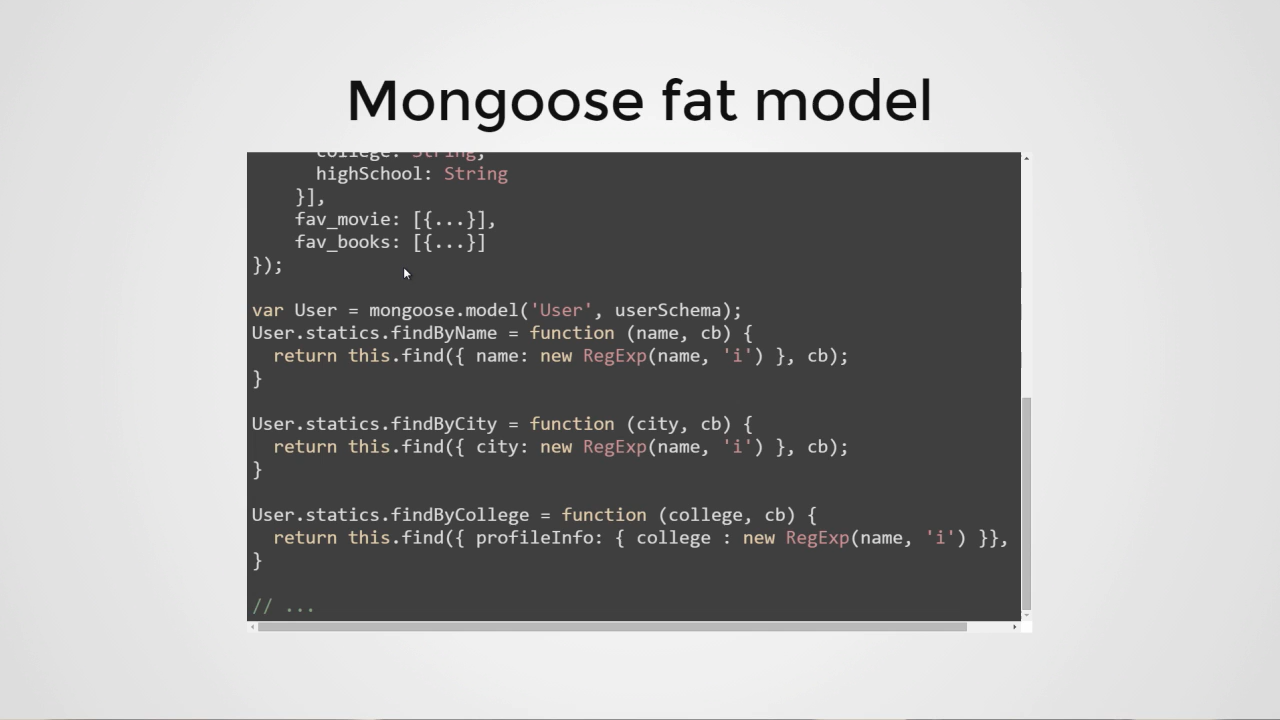 Mongoose fat model
college: String,
highSchool: String
}],
fav_movie: [{...}],
fav_books: [{...}]
});
var User = mongoose.model('User', userSchema);
User.statics.findByName = function (name, cb) {
return this.find({ name: new RegExp(name, 'i') }, cb);
}
User.statics.findByCity = function (city, cb) {
return this.find({ city: new RegExp(name, 'i') }, cb);
}
User.statics.findByCollege = function (college, cb) {
return this.find({ profileInfo: { college : new RegExp(name, 'i') }},
}
// ...